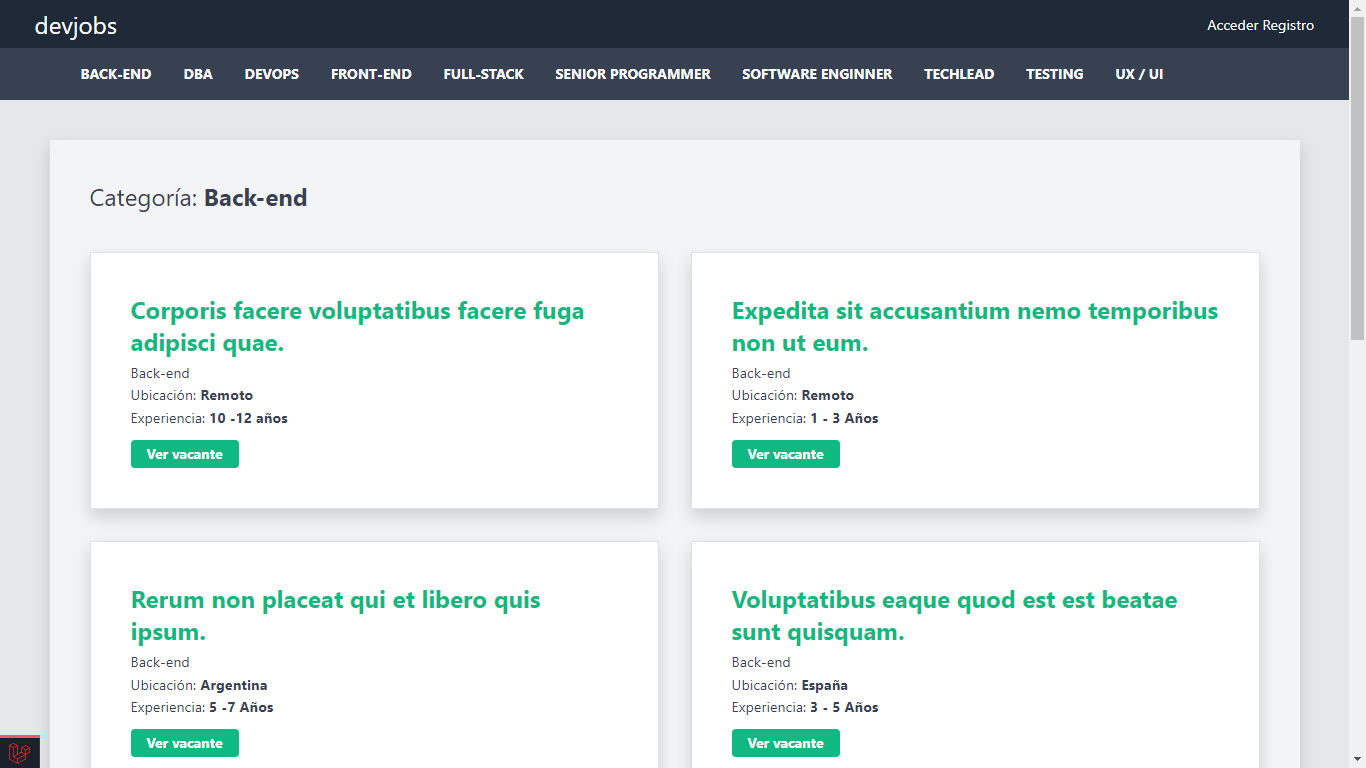 devjobs
Acceder Registro
BACK-END DBA DEVOPS FRONT-END FULL-STACK SENIOR PROGRAMMER SOFTWARE ENGINNER TECHLEAD TESTING UX / UI
Categoría: Back-end
Corporis facere voluptatibus facere fuga
adipisci quae.
Back-end
Ubicación: Remoto
Experiencia: 10 -12 años
Ver vacante
Expedita sit accusantium nemo temporibus
non ut eum.
Back-end
Ubicación: Remoto
Experiencia: 1 - 3 Años
Ver vacante
Rerum non placeat qui et libero quis
ipsum.
Back-end
Ubicación: Argentina
Experiencia: 5 -7 Años
Ver vacante
Voluptatibus eaque quod est est beatae
sunt quisquam.
Back-end
Ubicación: España
Experiencia: 3 - 5 Años
Ver vacante